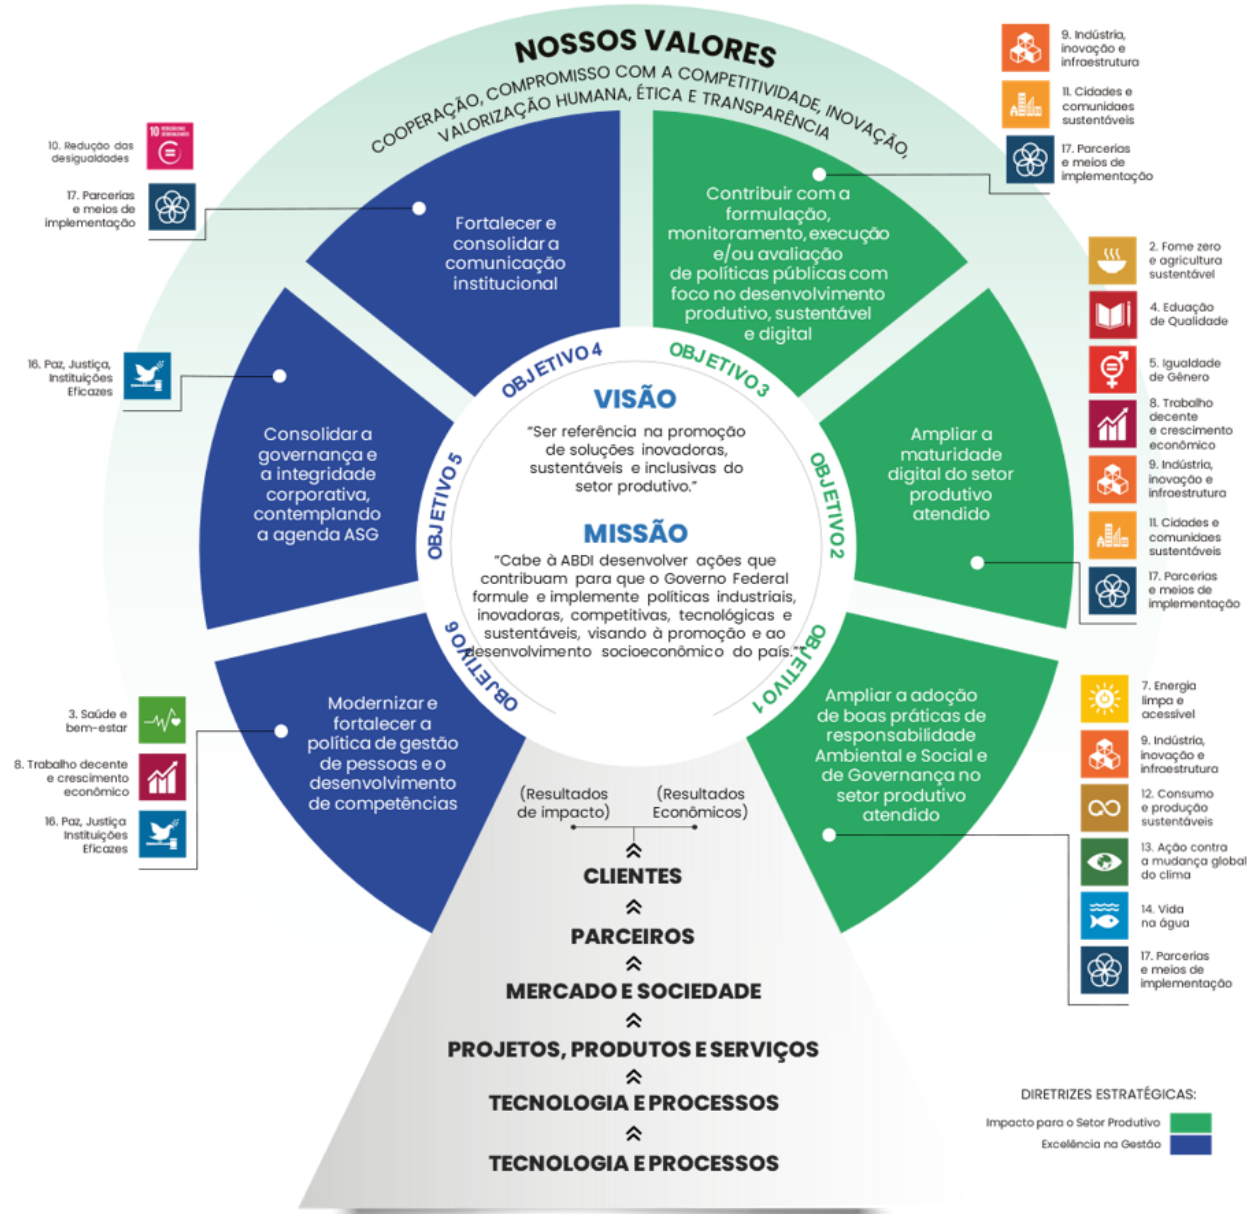 NOSSOS VALORES
COOPERAÇÃO, COMPROMISSO COM A COMPETITIVIDADE, INOVAÇÃO,
VALORIZAÇÃO HUMANA, ÉTICA E TRANSPARÊNCIA
10. Redução das
desigualdades
17. Parcerias
e meios de
implementação
Fortalecer e
consolidar a
comunicação
institucional
OBJETIVO 4
16. Paz, Justiça,
Instituições
Eficazes
Consolidar a
governança e
a integridade
corporativa,
contemplando
a agenda ASG
OBJETIVO 5
3. Saúde e
bem-estar
8. Trabalho decente
e crescimento
econômico
16. Paz, Justiça
Instituições
Eficazes
Modernizar e
fortalecer a
política de gestão
de pessoas e o
desenvolvimento
de competências
OBJETIVO 6
9. Indústria,
inovação e
infraestrutura
11. Cidades e
comunidaes
sustentáveis
17. Parcerias
e meios de
implementação
Contribuir com a
formulação,
monitoramento, execução
e/ou avaliação
de políticas públicas com
foco no desenvolvimento
produtivo, sustentável
e digital
OBJETIVO 3
2. Fome zero
e agricultura
sustentável
4. Eduação
de Qualidade
5. Igualdade
de Gênero
8. Trabalho
decente
e crescimento
econômico
9. Indústria,
inovação e
infraestrutura
11. Cidades e
comunidaes
sustentáveis
17. Parcerias
e meios de
implementação
Ampliar a
maturidade
digital do setor
produtivo
atendido
OBJETIVO 2
7. Energia
limpa e
acessível
9. Indústria,
inovação e
infraestrutura
12. Consumo
e produção
sustentáveis
13. Ação contra
a mudança global
do clima
14. Vida
na água
17. Parcerias
e meios de
implementação
Ampliar a adoção
de boas práticas de
responsabilidade
Ambiental e Social e
de Governança no
setor produtivo
atendido
OBJETIVO 1
VISÃO
"Ser referência na promoção
de soluções inovadoras,
sustentáveis e inclusivas do
setor produtivo."
MISSÃO
"Cabe à ABDI desenvolver ações que
contribuam para que o Governo Federal
formule e implemente políticas industriais,
inovadoras, competitivas, tecnológicas e
sustentáveis, visando à promoção e ao
desenvolvimento socioeconômico do país.""
(Resultados
de impacto)
(Resultados
Econômicos)
CLIENTES
PARCEIROS
MERCADO E SOCIEDADE
PROJETOS, PRODUTOS E SERVIÇOS
TECNOLOGIA E PROCESSOS
TECNOLOGIA E PROCESSOS
DIRETRIZES ESTRATÉGICAS:
Impacto para o Setor Produtivo
Excelência na Gestão